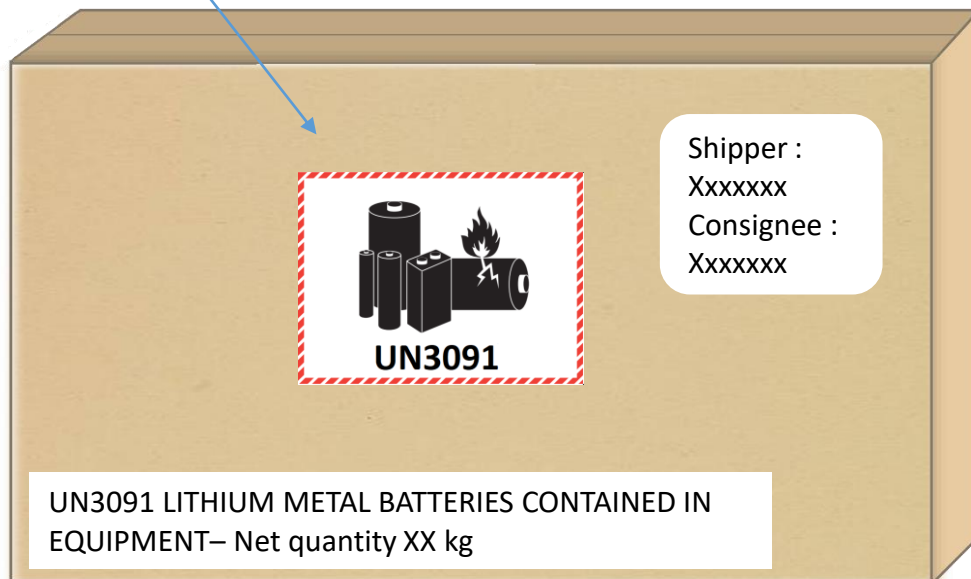 Shipper :
Xxxxxxx
Consignee :
Xxxxxxx
UN3091
UN3091 LITHIUM METAL BATTERIES CONTAINED IN
EQUIPMENT– Net quantity XX kg